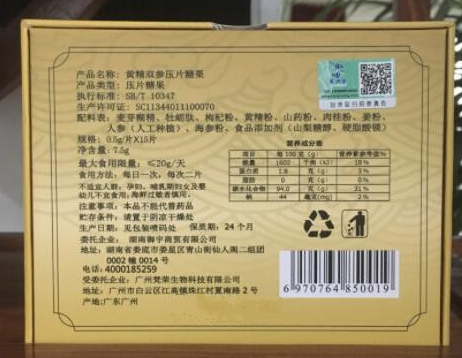 产品名称：黄精双参压片糖果
产品类型：压片糖果
执行标准：SB/T 10347
生产许可证：SC11344011100070
配料表：麦芽糊精、牡蛎肽、枸杞粉、黄精粉、山药粉、肉桂粉、姜粉、
人参（人工种植）、海参粉、食品添加剂（山梨糖醇、硬脂酸镁）
规格：0.5g/片X15片
净含量：7.5g
最大食用限量：≤20g/天
食用方法：每日一次，每次二片
不适宜人群：孕妇、哺乳期妇女及婴
幼儿不宜食用；海鲜过敏者慎用。
注意事项：本品不能代替药品
贮存条件：请置于阴凉干燥处
生产日期：见包装喷码处 保质期：24个月
委托企业：湖南御宇商贸有限公司
地址：湖南省娄底市娄星区青山街仙人阁二组团
0002幢0014号
电话：4000185259
受委托企业：广州梵荣生物科技有限公司
地址：广州市白云区江高镇珠江村夏南路2号
产地：广东广州
营养成分表
项目 每100克(g) 营养素参考值%
能量 1602 千焦(kJ) 19%
蛋白质 1.8 克(g) 3%
脂肪 0 克(g) 0%
碳水化合物 94.0 克(g) 31%
钠 44 毫克(mg) 2%
6 970764 850019